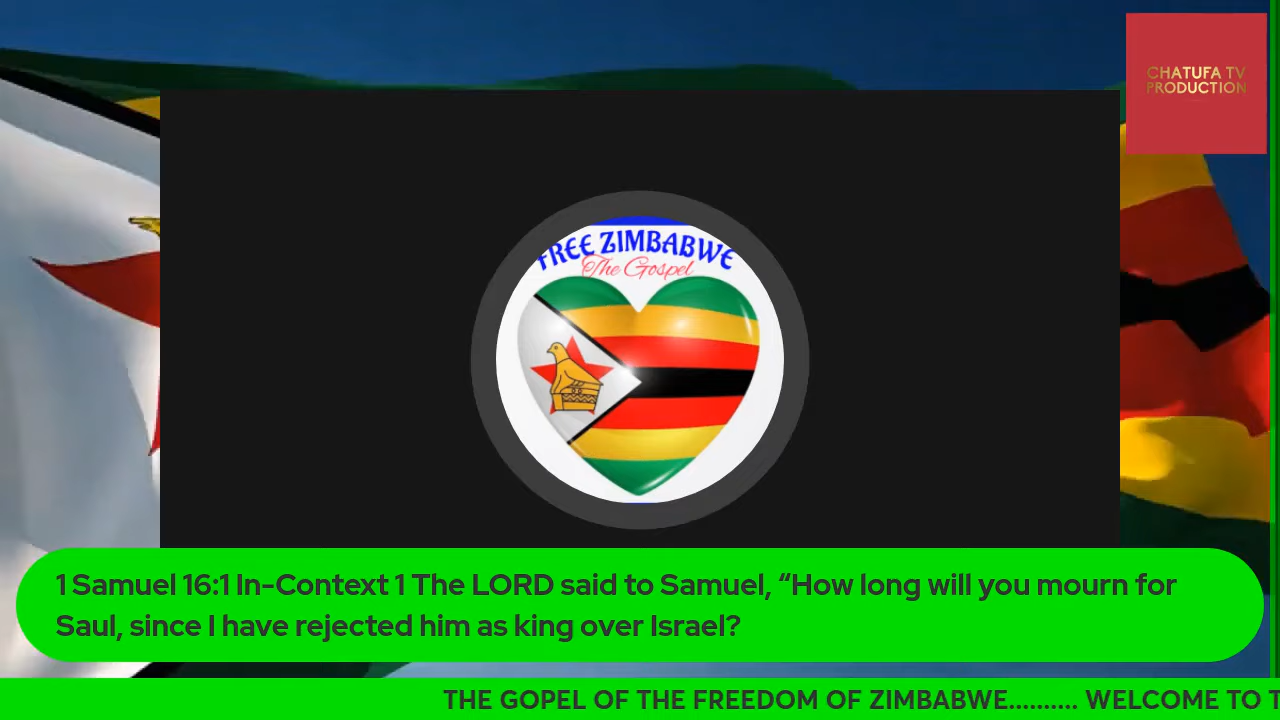 CHATUFA TV
PRODUCTION
FREE ZIMBABWE
The Gospel
1 Samuel 16:1 In-Context 1 The LORD said to Samuel, “How long will you mourn for
Saul, since I have rejected him as king over Israel?
THE GOPEL OF THE FREEDOM OF ZIMBABWE.......... WELCOME TO T